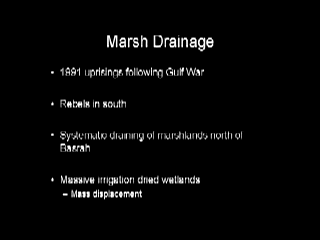 Marsh Drainage
• 1991 uprisings following Gulf War
• Rebels in south
• Systematic draining of marshlands north of
Basrah
• Massive irrigation dried wetlands
– Mass displacement